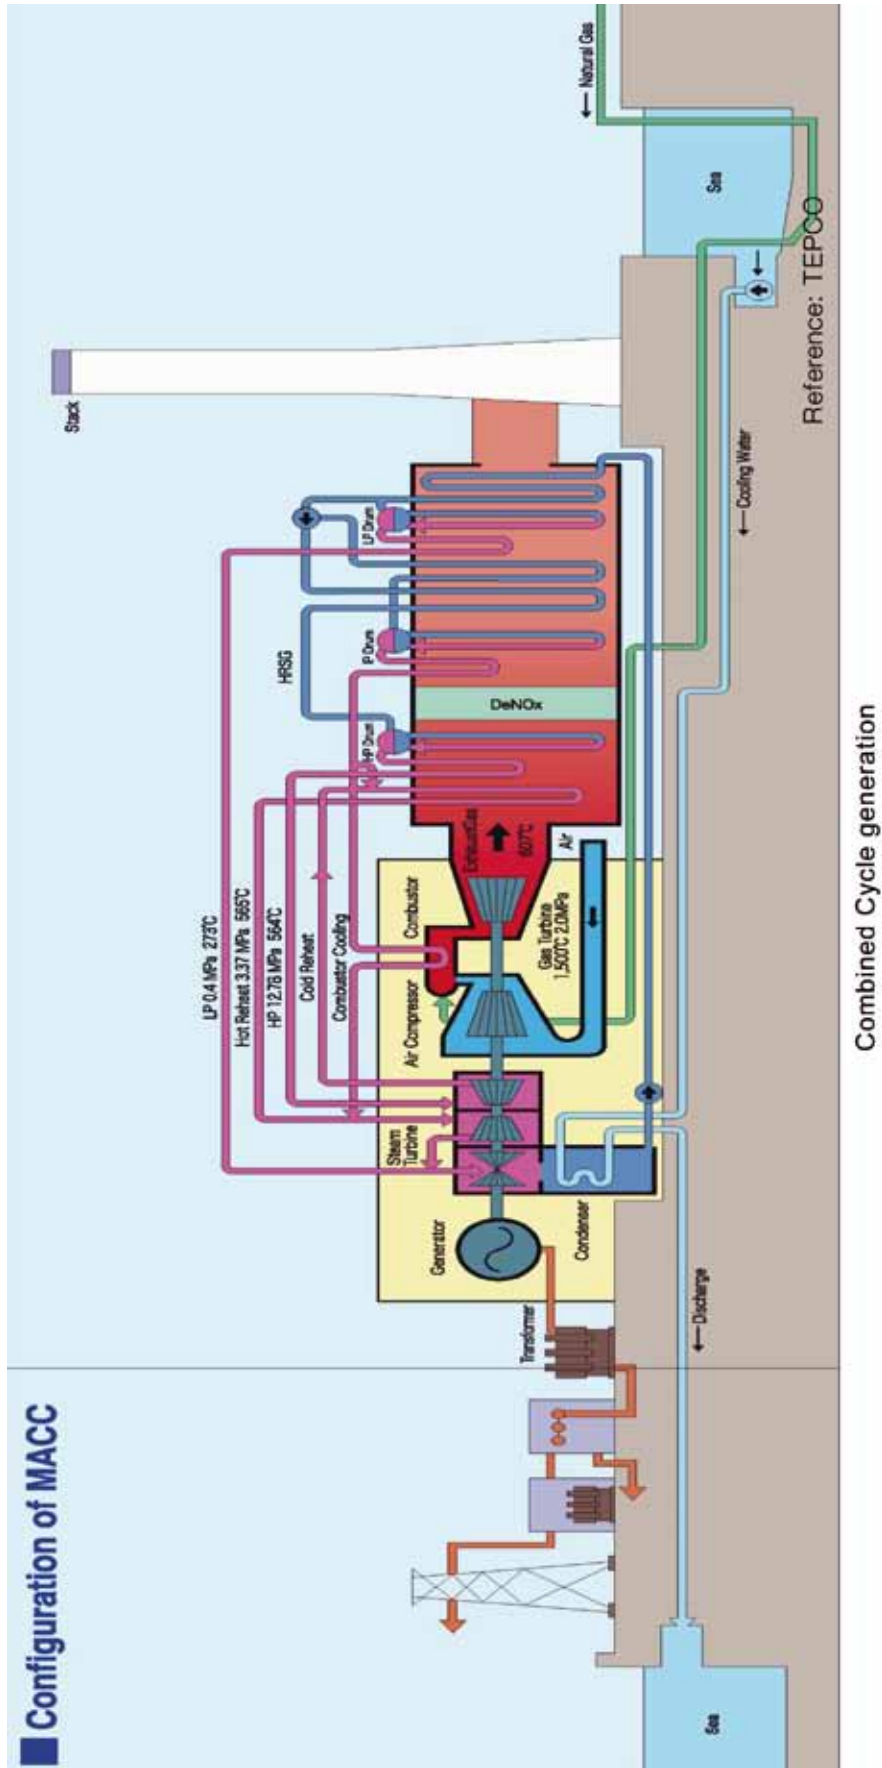 Configuration of MACC
LP 0.4 MPa 273℃
Hot Reheat 3.37 MPa 566℃
HP 12.78 MPa 564℃
Cold Reheat
Combustor Cooling
HRSG
Stack
HP Drum
IP Drum
LP Drum
DeNOx
Steam
Turbine
Air Compressor
Combustor
Exhaust Gas
607℃
Gas Turbine
1,500℃ 2.0MPa
Air
Generator
Condenser
Transformer
Natural Gas
Sea
Discharge
Cooling Water
Sea
Reference: TEPCO
Combined Cycle generation